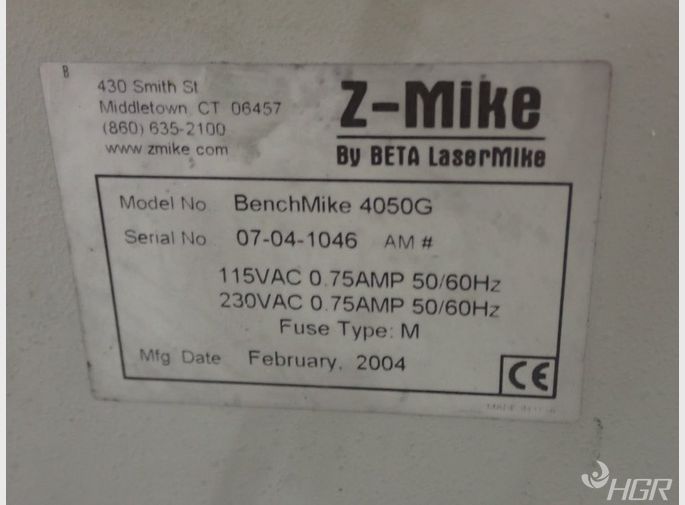 B
430 Smith St
Middletown, CT 06457
(860) 635-2100
www zmike com
Z-Mike
By BETA LaserMike
Model No BenchMike 4050G
Serial No 07-04-1046 AM #
115VAC 0.75AMP 50/60Hz
230VAC 0.75AMP 50/60Hz
Fuse Type: M
Mfg Date February, 2004
CE
MADE IN
HGR